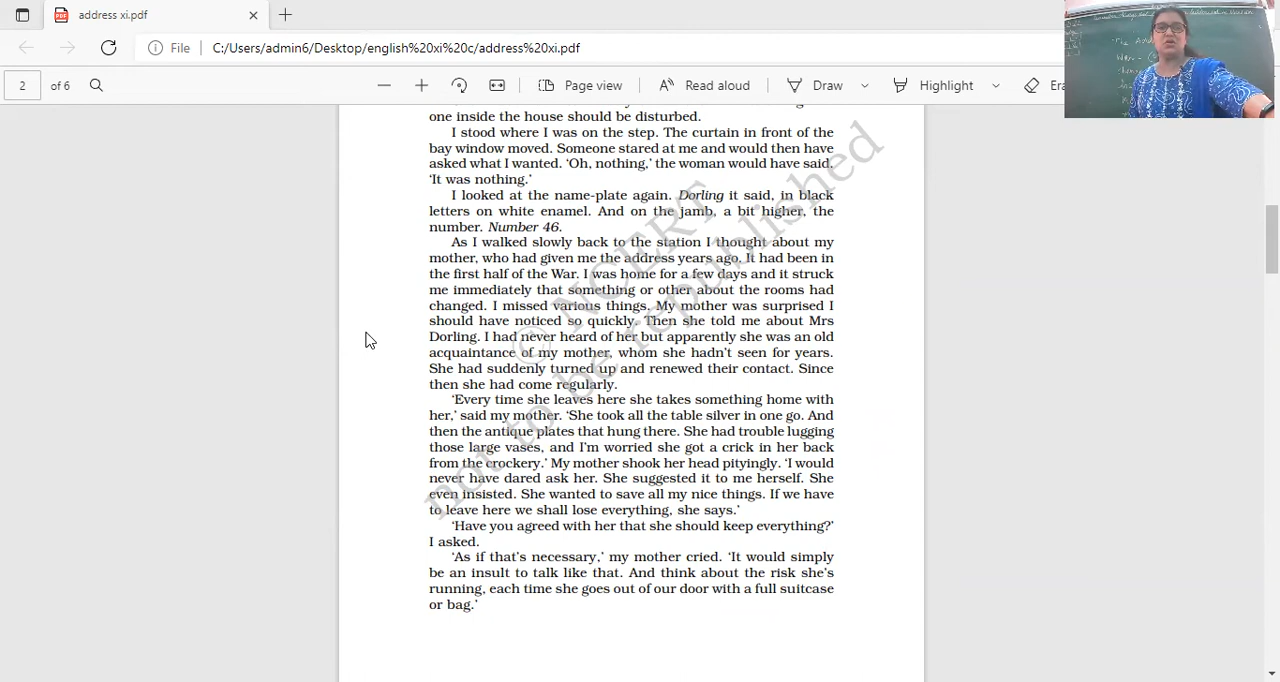 address xi.pdf
File
C:/Users/admin6/Desktop/english%20xi%20c/address%20xi.pdf
2 of 6
Page view
Read aloud
Draw
Highlight
one inside the house should be disturbed.
I stood where I was on the step. The curtain in front of the
bay window moved. Someone stared at me and would then have
asked what I wanted. ‘Oh, nothing,’ the woman would have said.
‘It was nothing.’
I looked at the name-plate again. Dorling it said, in black
letters on white enamel. And on the jamb, a bit higher, the
number. Number 46.
As I walked slowly back to the station I thought about my
mother, who had given me the address years ago. It had been in
the first half of the War. I was home for a few days and it struck
me immediately that something or other about the rooms had
changed. I missed various things. My mother was surprised I
should have noticed so quickly. Then she told me about Mrs
Dorling. I had never heard of her but apparently she was an old
acquaintance of my mother, whom she hadn’t seen for years.
She had suddenly turned up and renewed their contact. Since
then she had come regularly.
‘Every time she leaves here she takes something home with
her,’ said my mother. ‘She took all the table silver in one go. And
then the antique plates that hung there. She had trouble lugging
those large vases, and I’m worried she got a crick in her back
from the crockery.’ My mother shook her head pityingly. ‘I would
never have dared ask her. She suggested it to me herself. She
even insisted. She wanted to save all my nice things. If we have
to leave here we shall lose everything, she says.’
‘Have you agreed with her that she should keep everything?’
I asked.
‘As if that’s necessary,’ my mother cried. ‘It would simply
be an insult to talk like that. And think about the risk she’s
running, each time she goes out of our door with a full suitcase
or bag.’
© NCERT
not to be republished